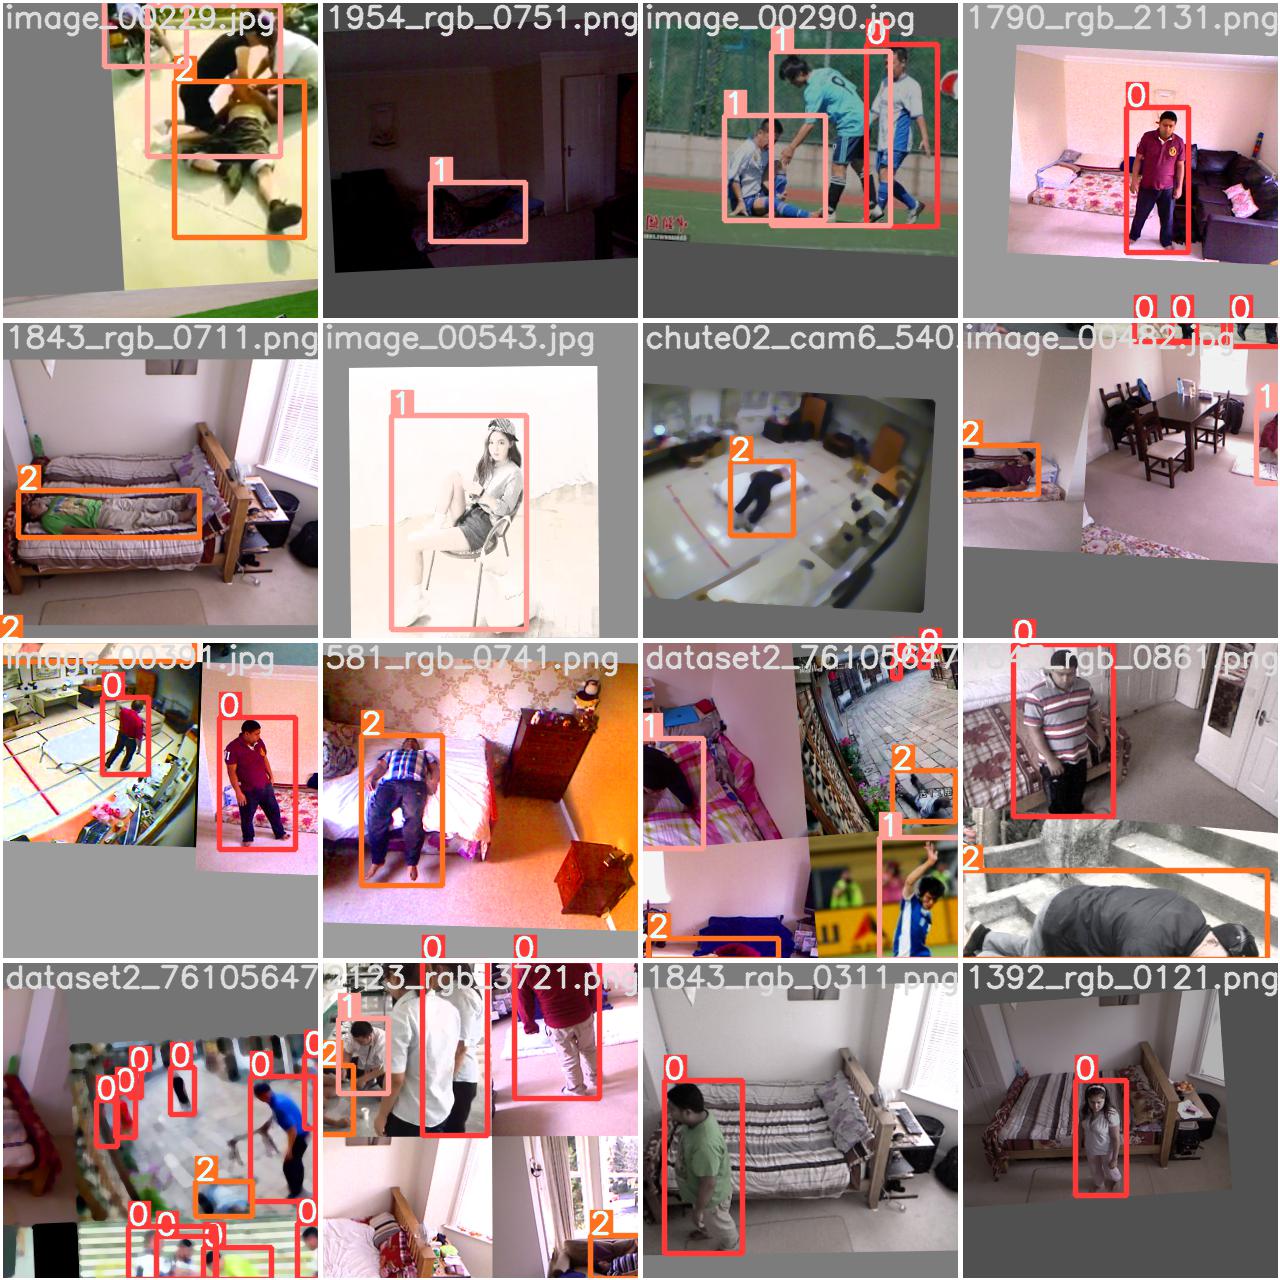 image_00229.jpg
1954_rgb_0751.png
image_00290.jpg
1790_rgb_2131.png
2
1
1
1
0
0
1843_rgb_0711.png
image_00543.jpg
chute02_cam6_540
image_00482.jpg
0 0 0
2
1
2
2
1
2
image_00391.jpg
581_rgb_0741.png
dataset2_76105647
_rgb_0861.png
0
0
0
0
2
1
2
1
2
0
2
dataset2_76105647
2123_rgb_3721.png
1843_rgb_0311.png
1392_rgb_0121.png
0
0
0
0
0
0
0
2
0
0
0
1
2
0
0
2
0
0